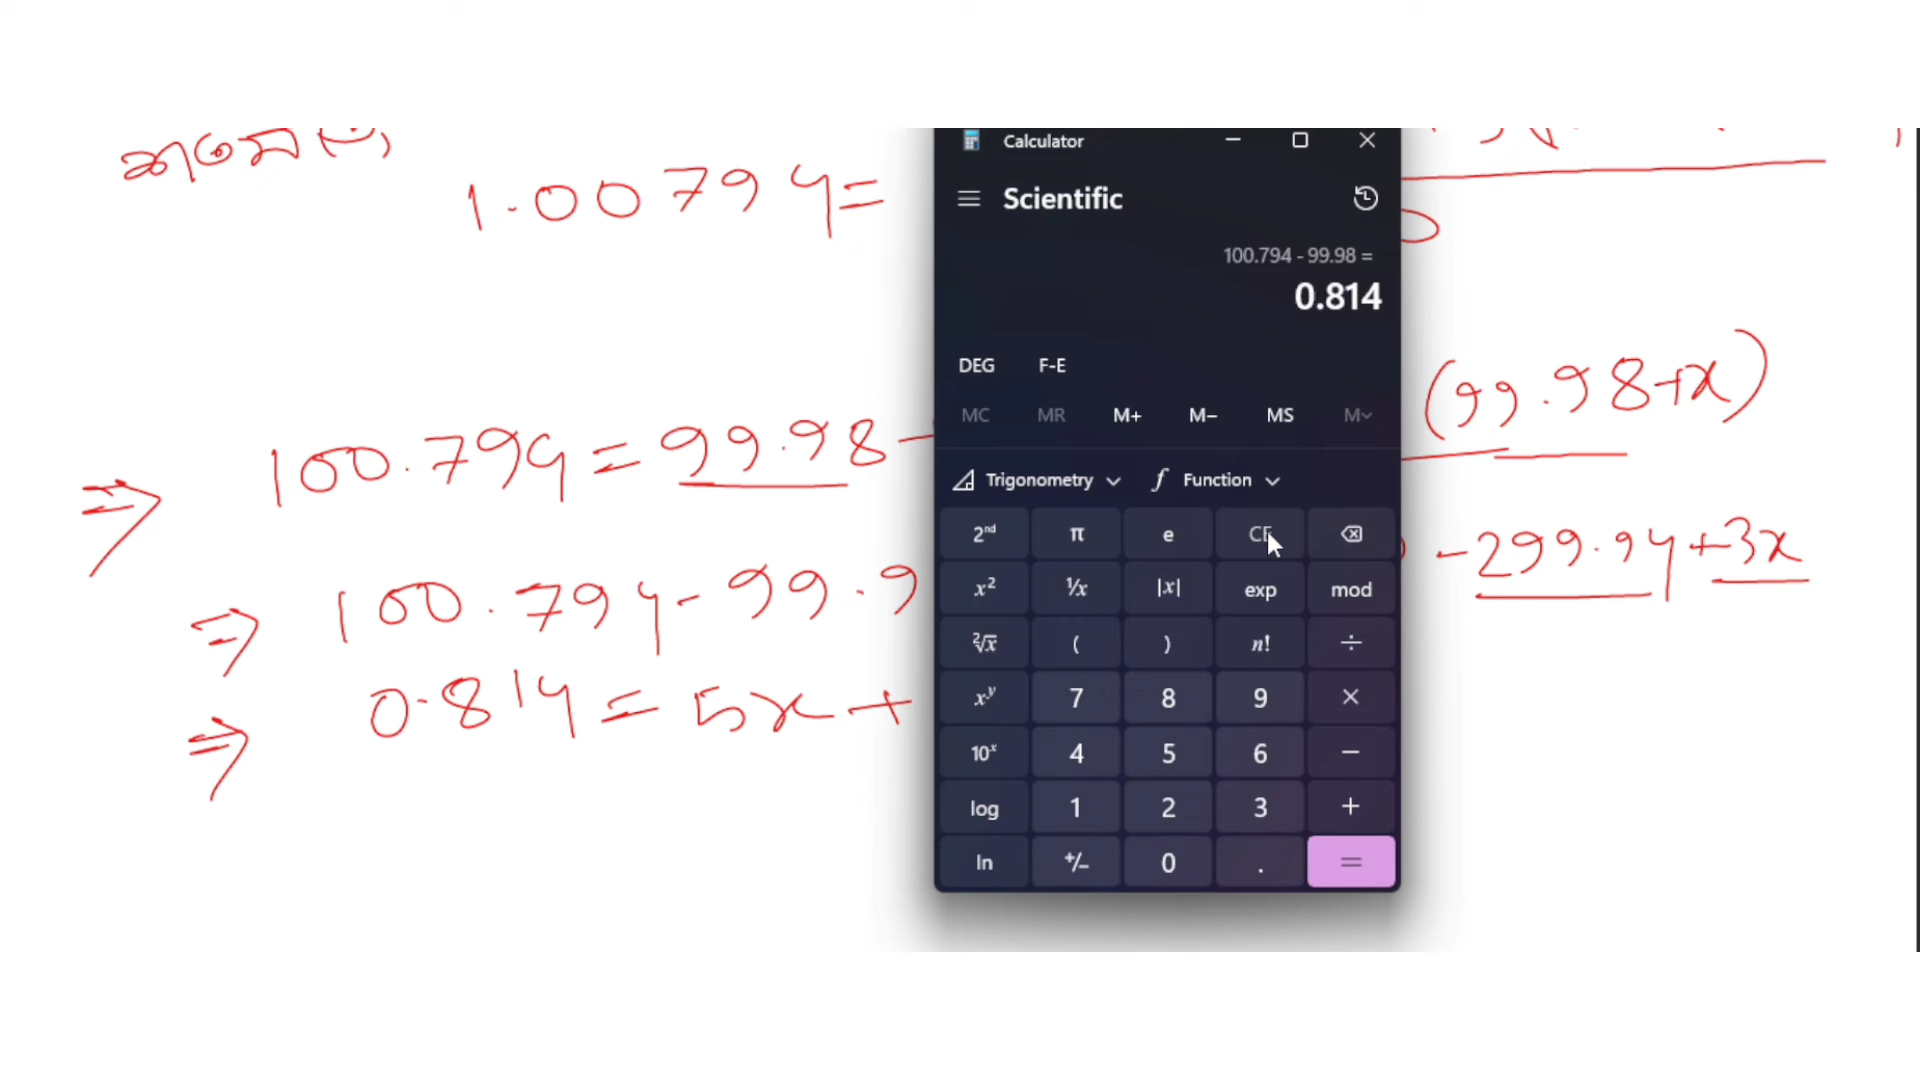 1.00794=
Calculator
Scientific
100.794 - 99.98 =
0.814
DEG F-E
(99.98+x)
MC MR M+ M− MS M
100.794=99.98-
Trigonometry Function
2nd π e CE
⇒ 100.794-99.9
-299.94+3x
x² ¹/x |x| exp mod
²√x ( ) n! ÷
⇒ 0.814=5x+
xʸ 7 8 9 ×
10ˣ 4 5 6 −
log 1 2 3 +
ln +/− 0 . =